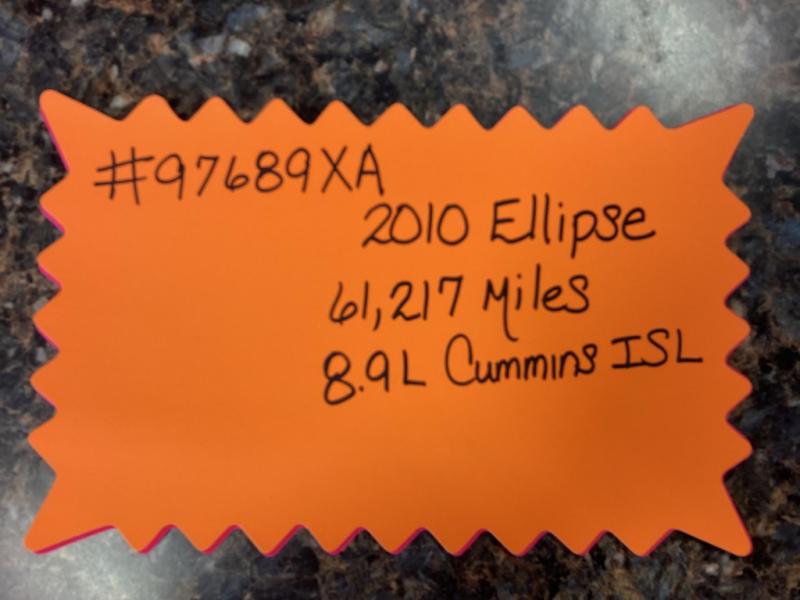 #97689XA
2010 Ellipse
61,217 Miles
8.9L Cummins ISL